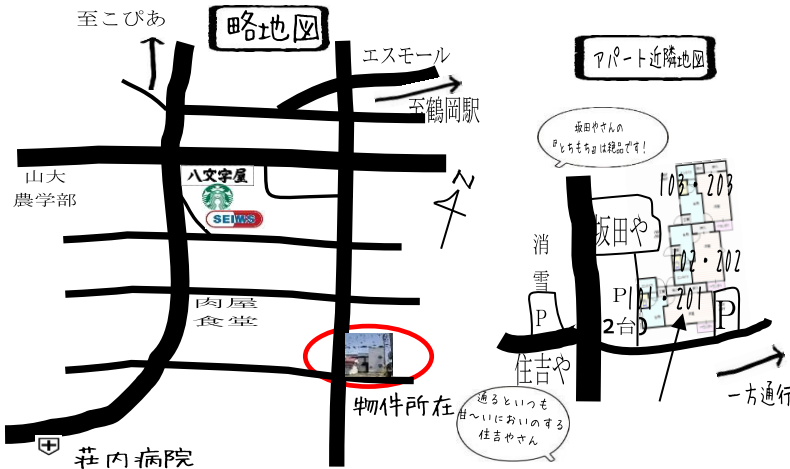 略地図
至こぴあ
エスモール
至鶴岡駅
山大
農学部
八文字屋
SEIMS
N
肉屋
食堂
物件所在
荘内病院
アパート近隣地図
坂田やさんの
『とちもち』は絶品です!
103・203
坂田や
102・202
消
雪
P
P
2台
101・201
P
住吉や
一方通行
通るといつも
甘～いにおいのする
住吉やさん